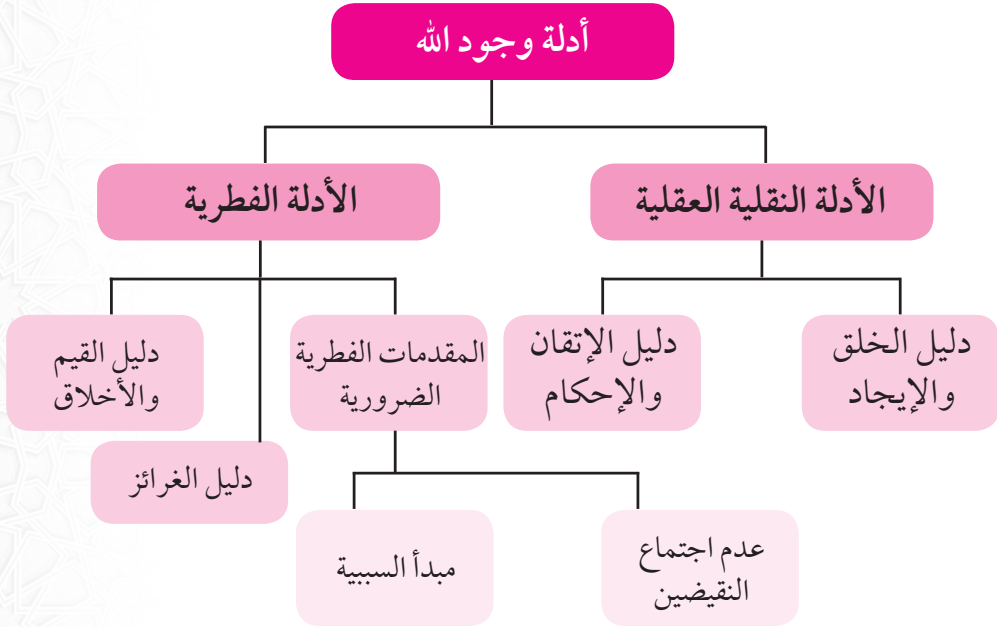 أدلة وجود الله
الأدلة النقلية العقلية
الأدلة الفطرية
دليل الخلق
والإيجاد
دليل الإتقان
والإحكام
المقدمات الفطرية
الضرورية
دليل القيم
والأخلاق
دليل الغرائز
عدم اجتماع
النقيضين
مبدأ السببية